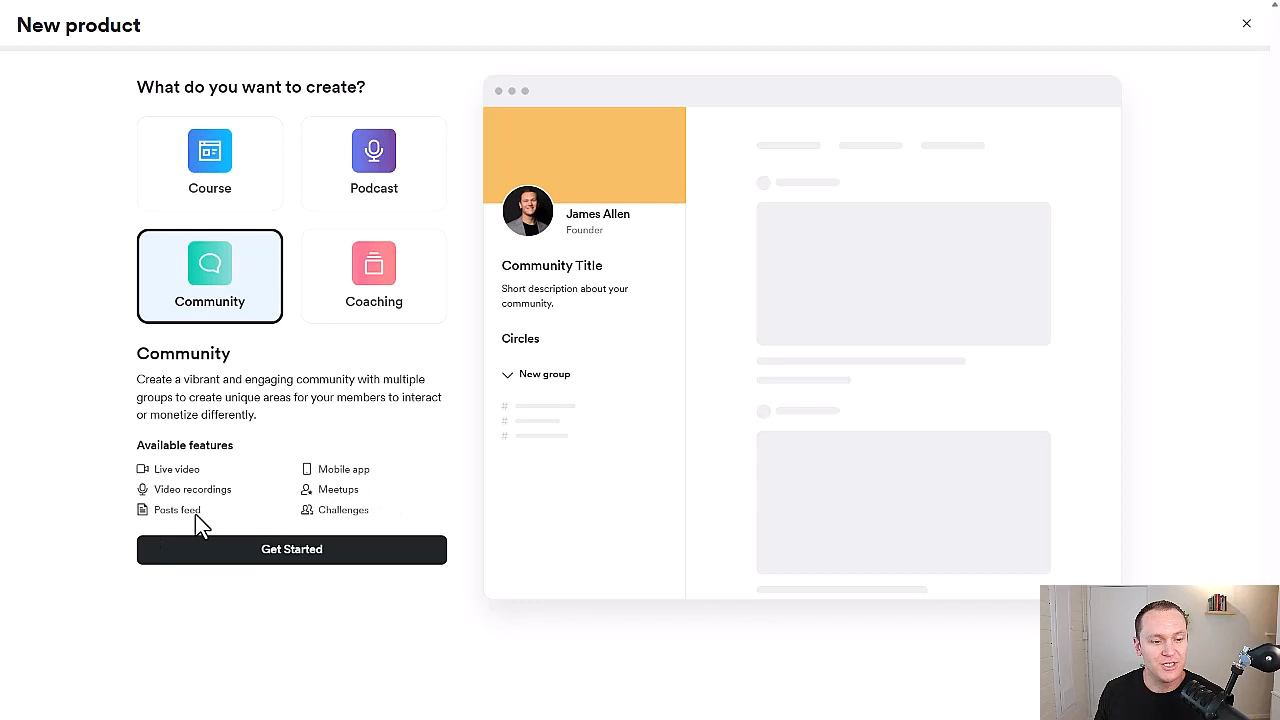 New product
What do you want to create?
Course
Podcast
Community
Coaching
Community
Create a vibrant and engaging community with multiple
groups to create unique areas for your members to interact
or monetize differently.
Available features
Live video
Mobile app
Video recordings
Meetups
Posts feed
Challenges
Get Started
James Allen
Founder
Community Title
Short description about your
community.
Circles
New group
#
#
#